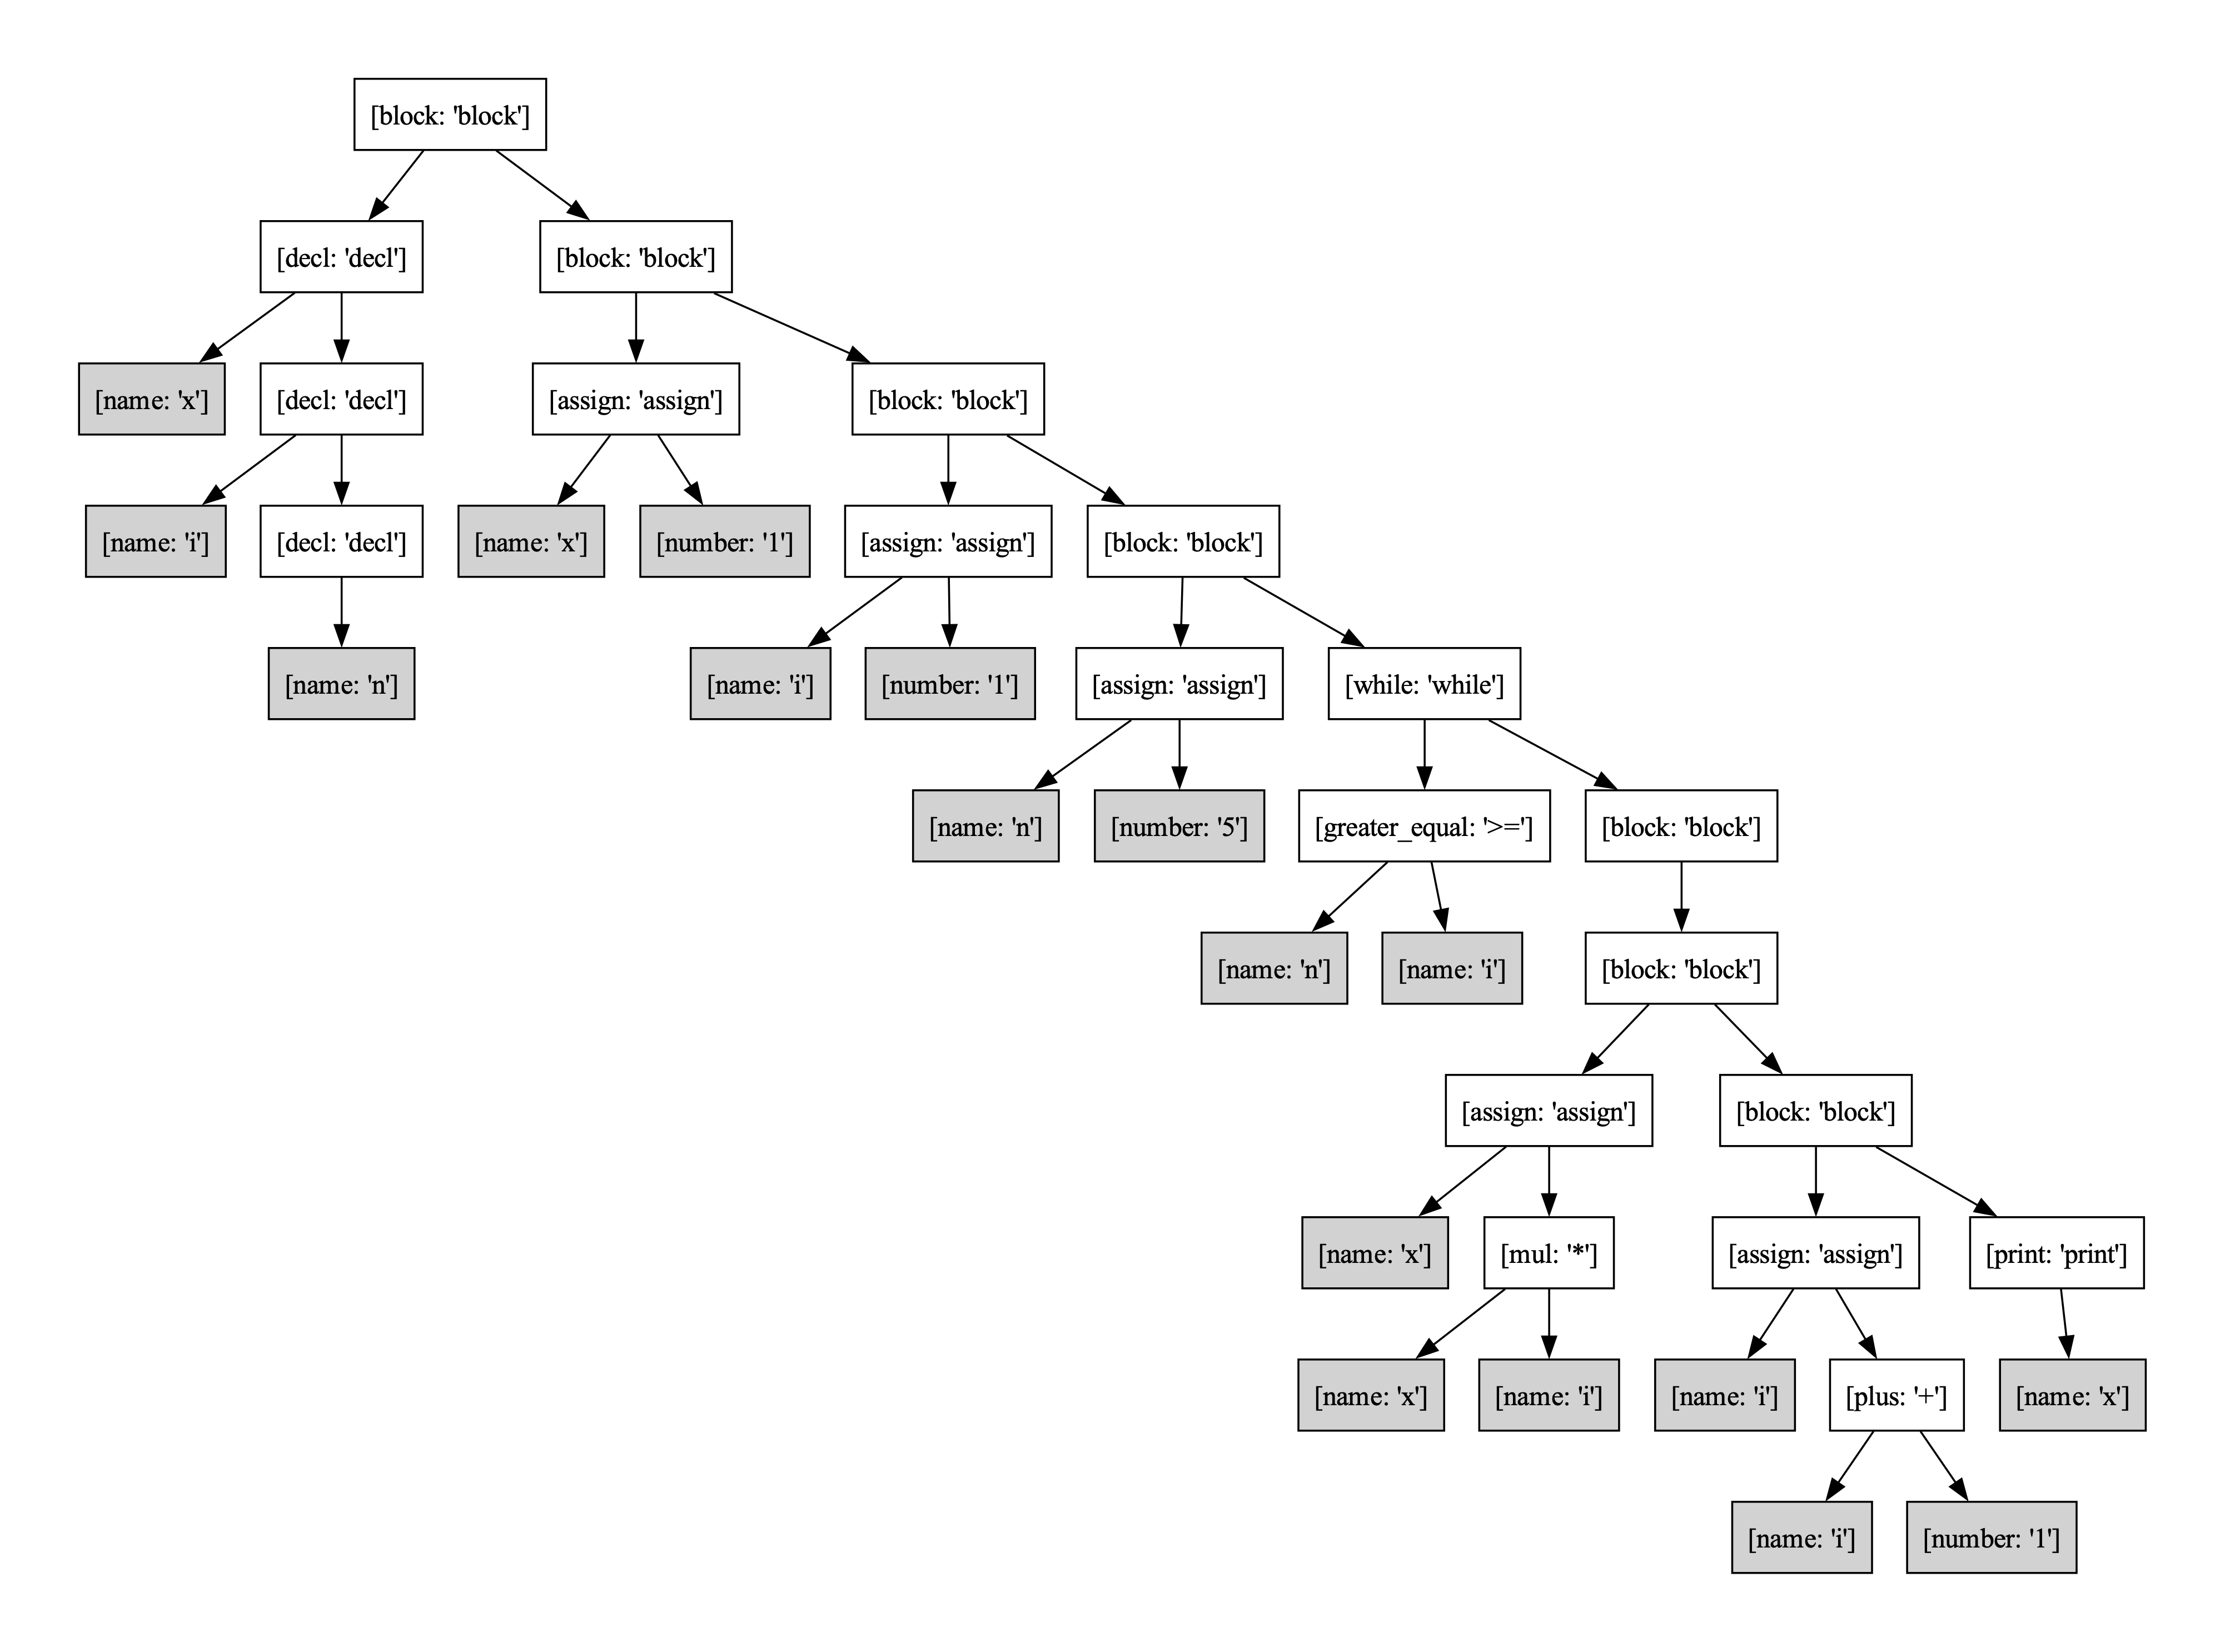 [block: 'block']
[decl: 'decl']
[block: 'block']
[name: 'x']
[decl: 'decl']
[assign: 'assign']
[block: 'block']
[name: 'i']
[decl: 'decl']
[name: 'x']
[number: '1']
[assign: 'assign']
[block: 'block']
[name: 'n']
[name: 'i']
[number: '1']
[assign: 'assign']
[while: 'while']
[name: 'n']
[number: '5']
[greater_equal: '>=']
[block: 'block']
[name: 'n']
[name: 'i']
[block: 'block']
[assign: 'assign']
[block: 'block']
[name: 'x']
[mul: '*']
[assign: 'assign']
[print: 'print']
[name: 'x']
[name: 'i']
[name: 'i']
[plus: '+']
[name: 'x']
[name: 'i']
[number: '1']